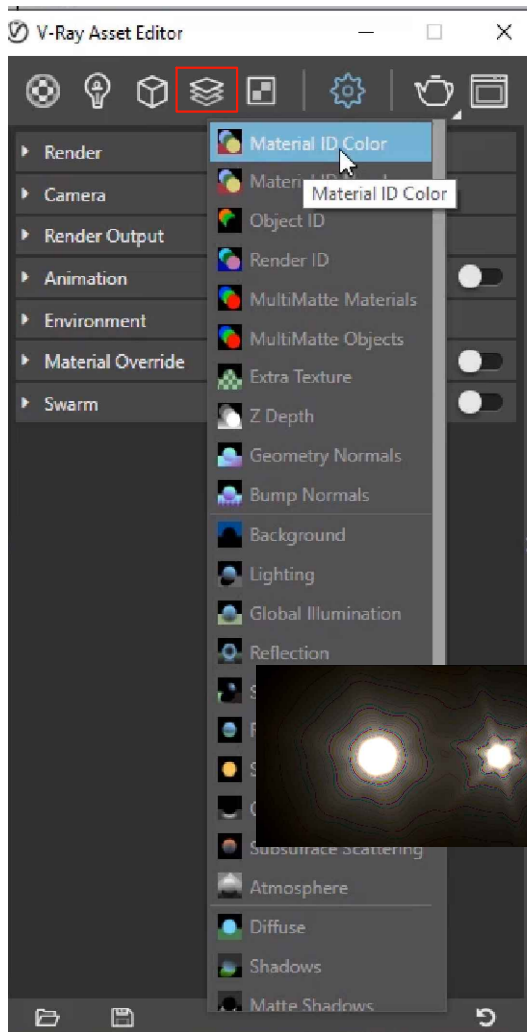 V-Ray Asset Editor
Render
Camera
Render Output
Animation
Environment
Material Override
Swarm
Material ID Color
Material ID Color
Object ID
Render ID
MultiMatte Materials
MultiMatte Objects
Extra Texture
Z Depth
Geometry Normals
Bump Normals
Background
Lighting
Global Illumination
Reflection
Subsurface Scattering
Atmosphere
Diffuse
Shadows
Matte Shadows